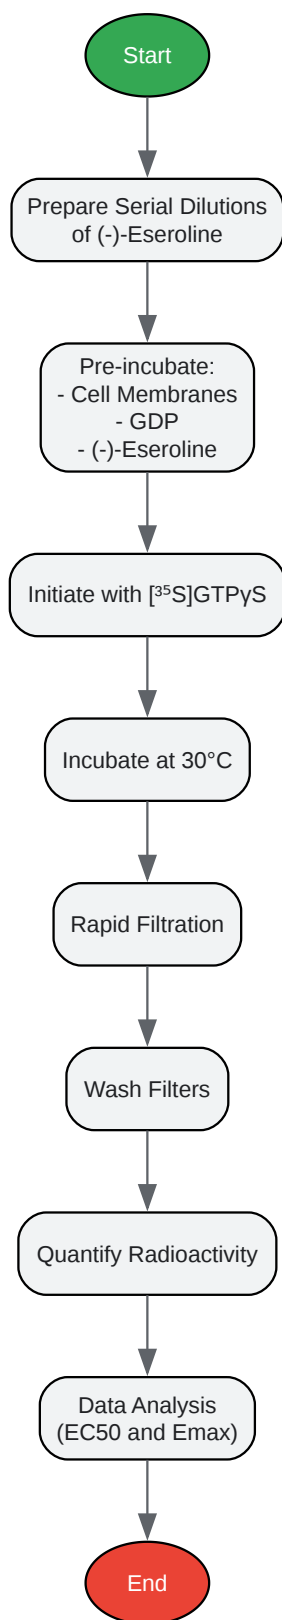 Start
Prepare Serial Dilutions
of (-)-Eseroline
Pre-incubate:
- Cell Membranes
- GDP
- (-)-Eseroline
Initiate with [³⁵S]GTPγS
Incubate at 30°C
Rapid Filtration
Wash Filters
Quantify Radioactivity
Data Analysis
(EC50 and Emax)
End